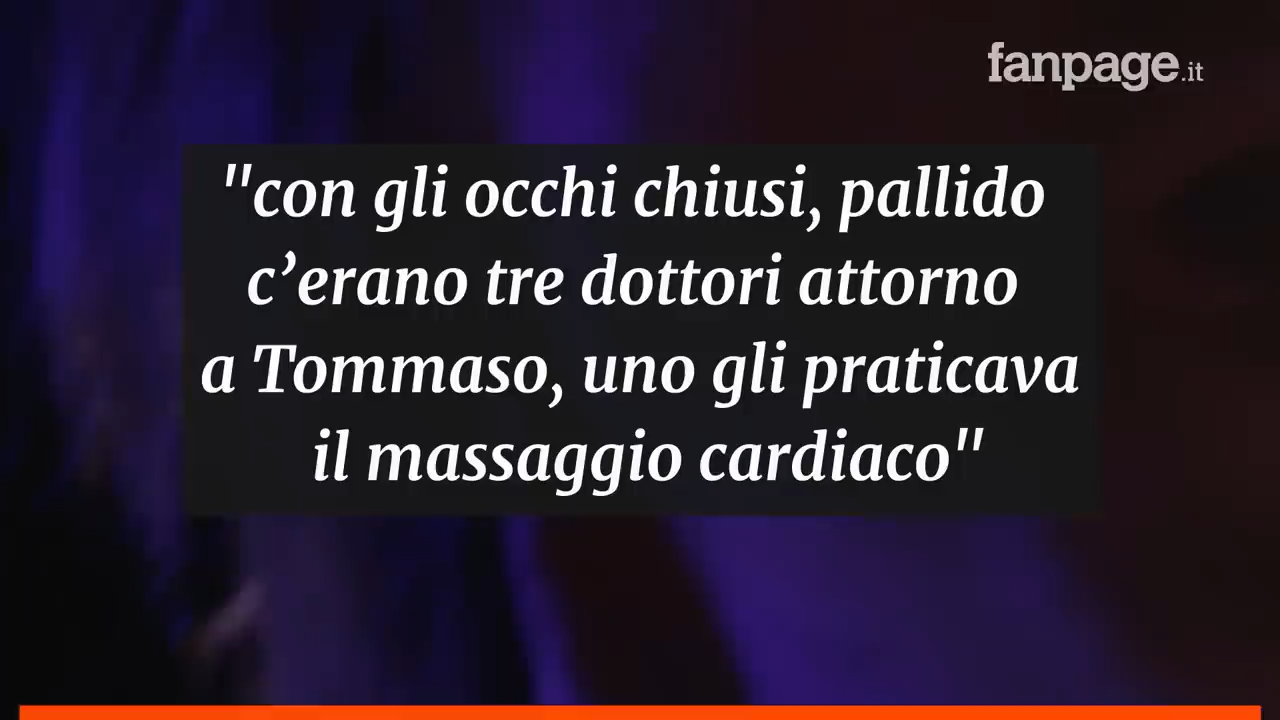 fanpage.it
"con gli occhi chiusi, pallido
c’erano tre dottori attorno
a Tommaso, uno gli praticava
il massaggio cardiaco"